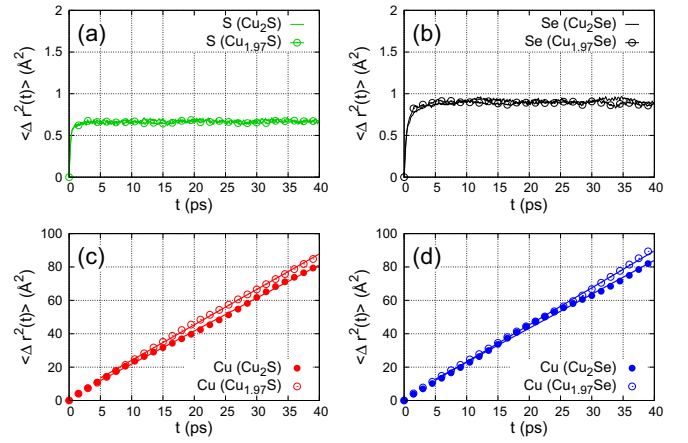 (a)
S (Cu₂S)
S (Cu₁.₉₇S)
<Δ r²(t)> (Å²)
2
1.5
1
0.5
0
0 5 10 15 20 25 30 35 40
t (ps)
(b)
Se (Cu₂Se)
Se (Cu₁.₉₇Se)
<Δ r²(t)> (Å²)
2
1.5
1
0.5
0
0 5 10 15 20 25 30 35 40
t (ps)
(c)
Cu (Cu₂S)
Cu (Cu₁.₉₇S)
<Δ r²(t)> (Å²)
100
80
60
40
20
0
0 5 10 15 20 25 30 35 40
t (ps)
(d)
Cu (Cu₂Se)
Cu (Cu₁.₉₇Se)
<Δ r²(t)> (Å²)
100
80
60
40
20
0
0 5 10 15 20 25 30 35 40
t (ps)